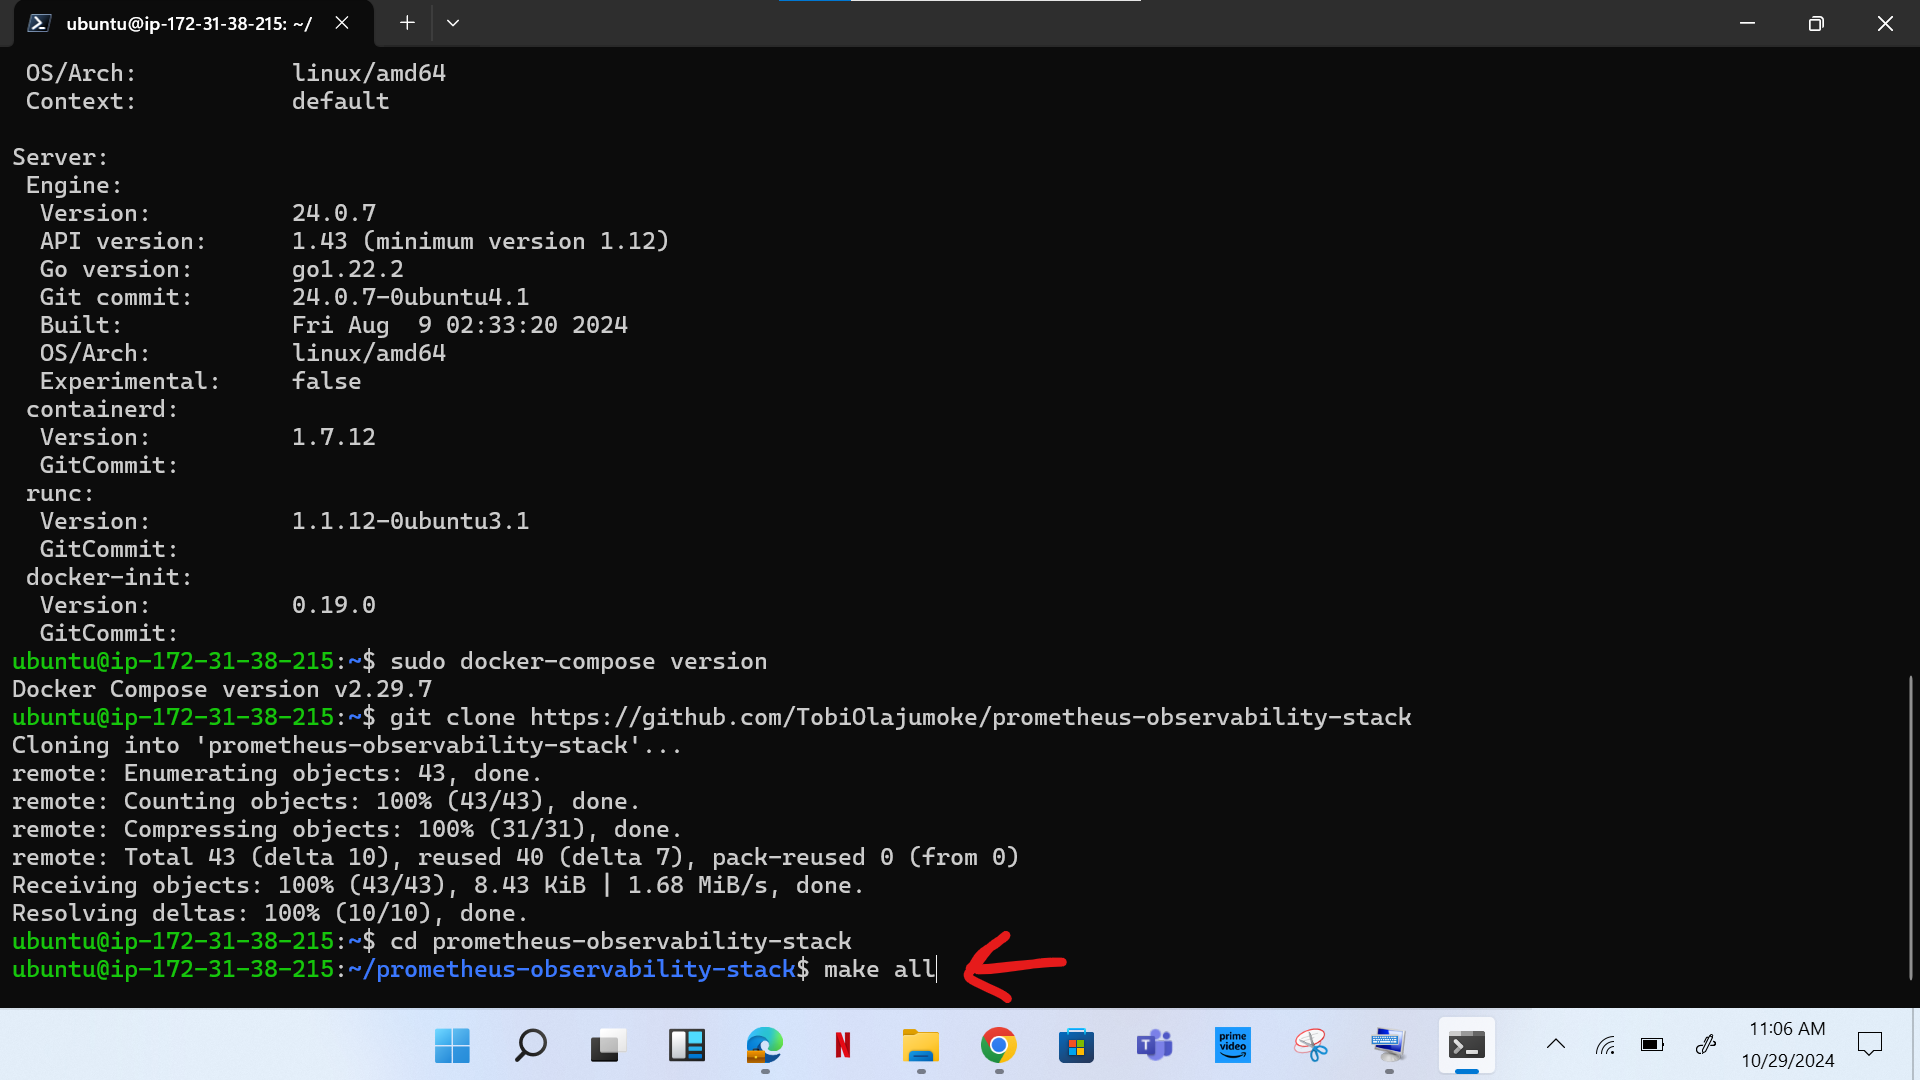 ubuntu@ip-172-31-38-215: ~/
OS/Arch: linux/amd64
Context: default
Server:
Engine:
Version: 24.0.7
API version: 1.43 (minimum version 1.12)
Go version: go1.22.2
Git commit: 24.0.7-0ubuntu4.1
Built: Fri Aug  9 02:33:20 2024
OS/Arch: linux/amd64
Experimental: false
containerd:
Version: 1.7.12
GitCommit:
runc:
Version: 1.1.12-0ubuntu3.1
GitCommit:
docker-init:
Version: 0.19.0
GitCommit:
ubuntu@ip-172-31-38-215:~$ sudo docker-compose version
Docker Compose version v2.29.7
ubuntu@ip-172-31-38-215:~$ git clone https://github.com/TobiOlajumoke/prometheus-observability-stack
Cloning into 'prometheus-observability-stack'...
remote: Enumerating objects: 43, done.
remote: Counting objects: 100% (43/43), done.
remote: Compressing objects: 100% (31/31), done.
remote: Total 43 (delta 10), reused 40 (delta 7), pack-reused 0 (from 0)
Receiving objects: 100% (43/43), 8.43 KiB | 1.68 MiB/s, done.
Resolving deltas: 100% (10/10), done.
ubuntu@ip-172-31-38-215:~$ cd prometheus-observability-stack
ubuntu@ip-172-31-38-215:~/prometheus-observability-stack$ make all
N
prime
video
11:06 AM
10/29/2024